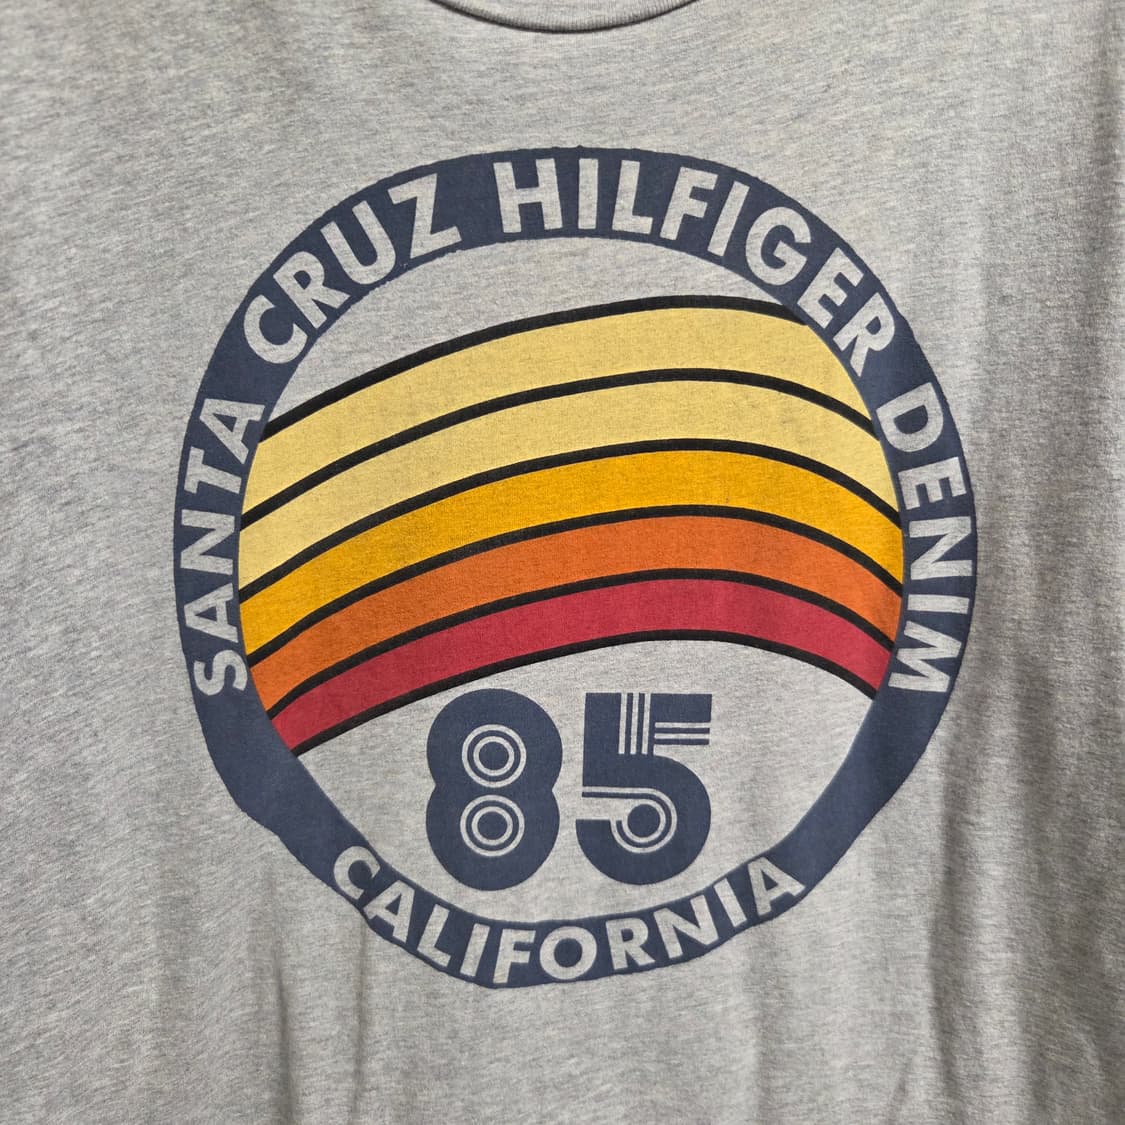 SANTA CRUZ HILFIGER DENIM
85
CALIFORNIA